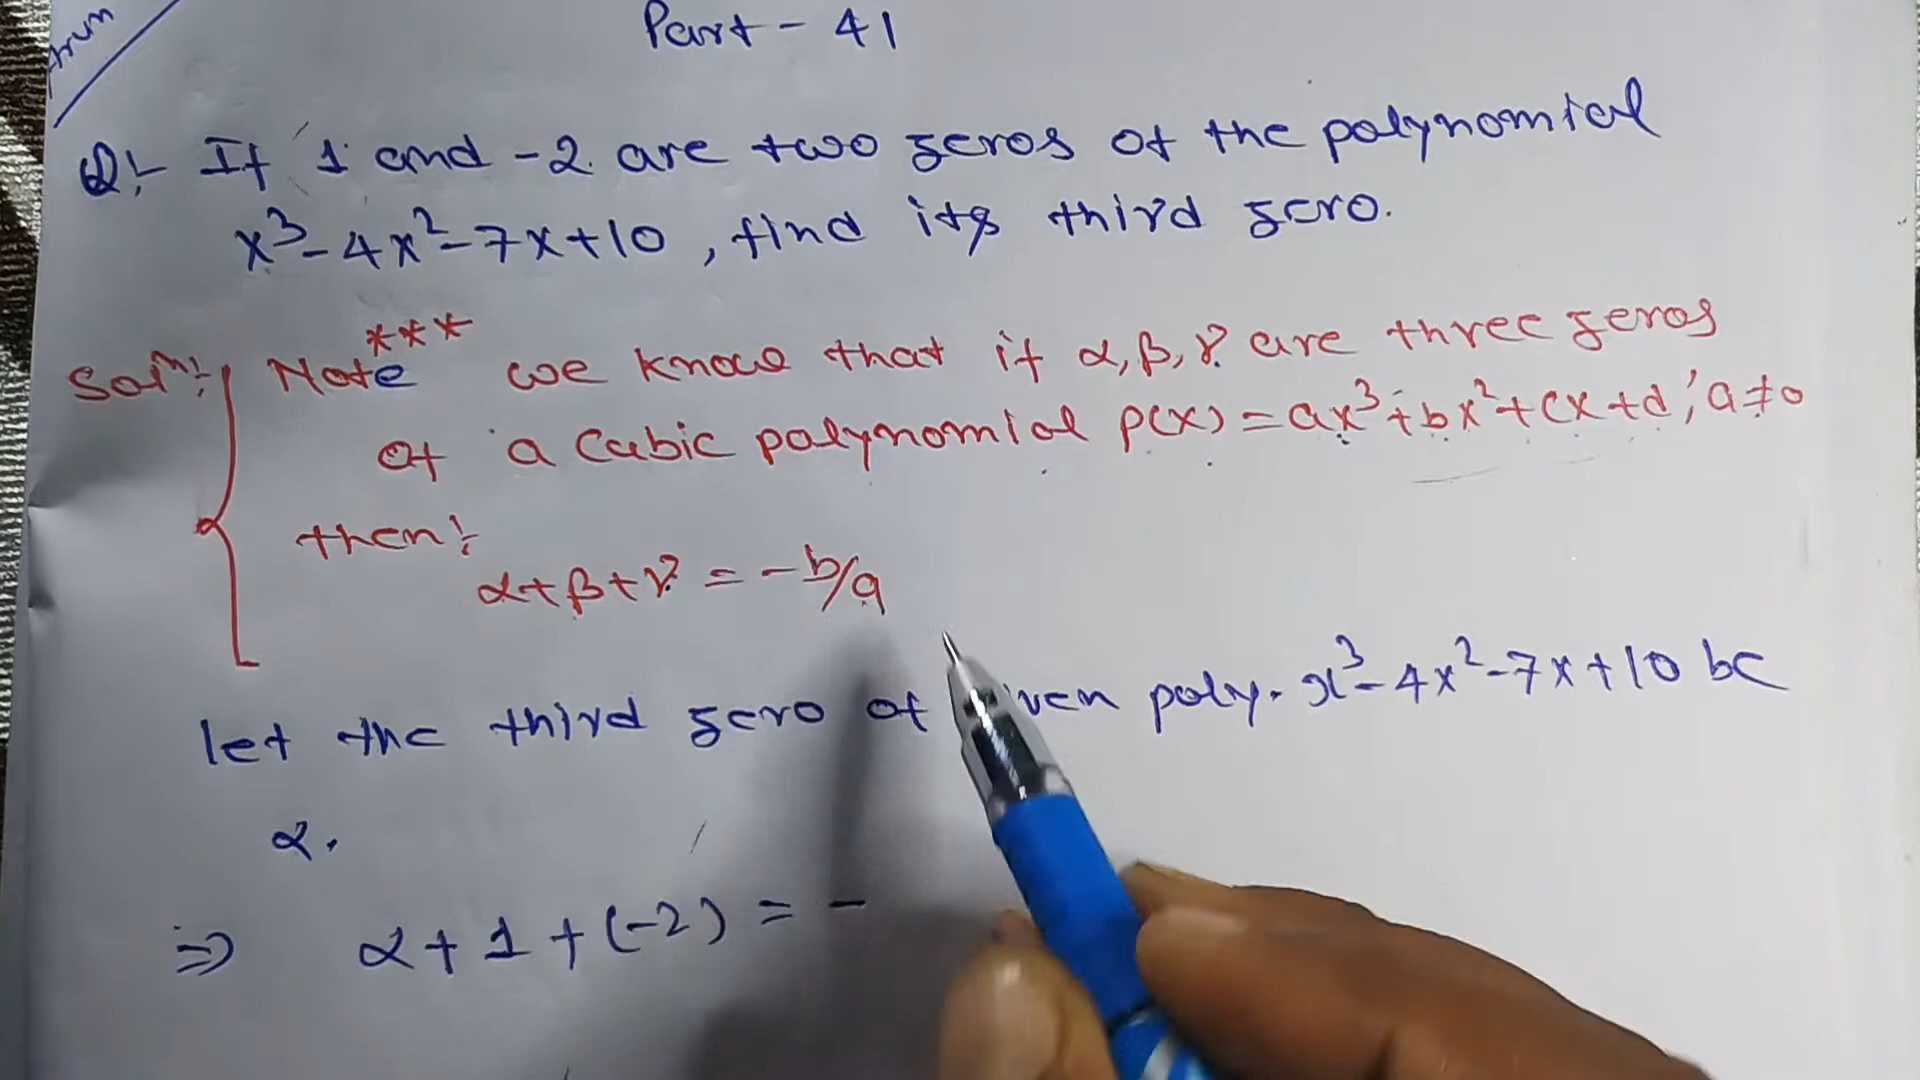 Part - 41
Q:- If 1 and -2 are two zeros of the polynomial
x³-4x²-7x+10, find its third zero.
Solⁿ:- Note*** we know that if α, β, γ are three zeros
of a cubic polynomial p(x) = ax³+bx²+cx+d, a≠0
then:-
α+β+γ = -b/a
let the third zero of poly. x³-4x²-7x+10 be
α.
⇒ α+1+(-2) = -